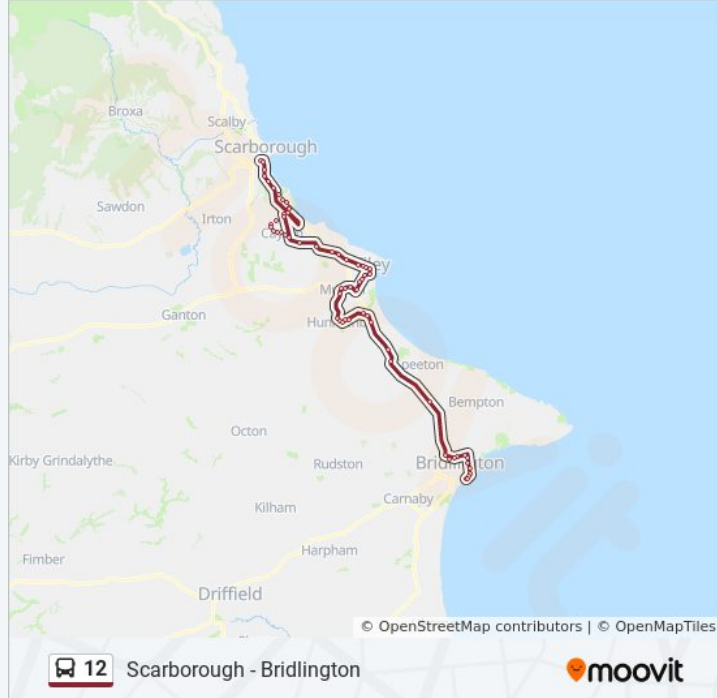 Broxa
Scalby
Scarborough
Sawdon
Irton
Ganton
Bempton
Octon
Kirby Grindalythe
Rudston
Bridlington
Kilham
Carnaby
Harpham
Fimber
Driffield
© OpenStreetMap contributors | © OpenMapTiles
12 Scarborough - Bridlington
moovit